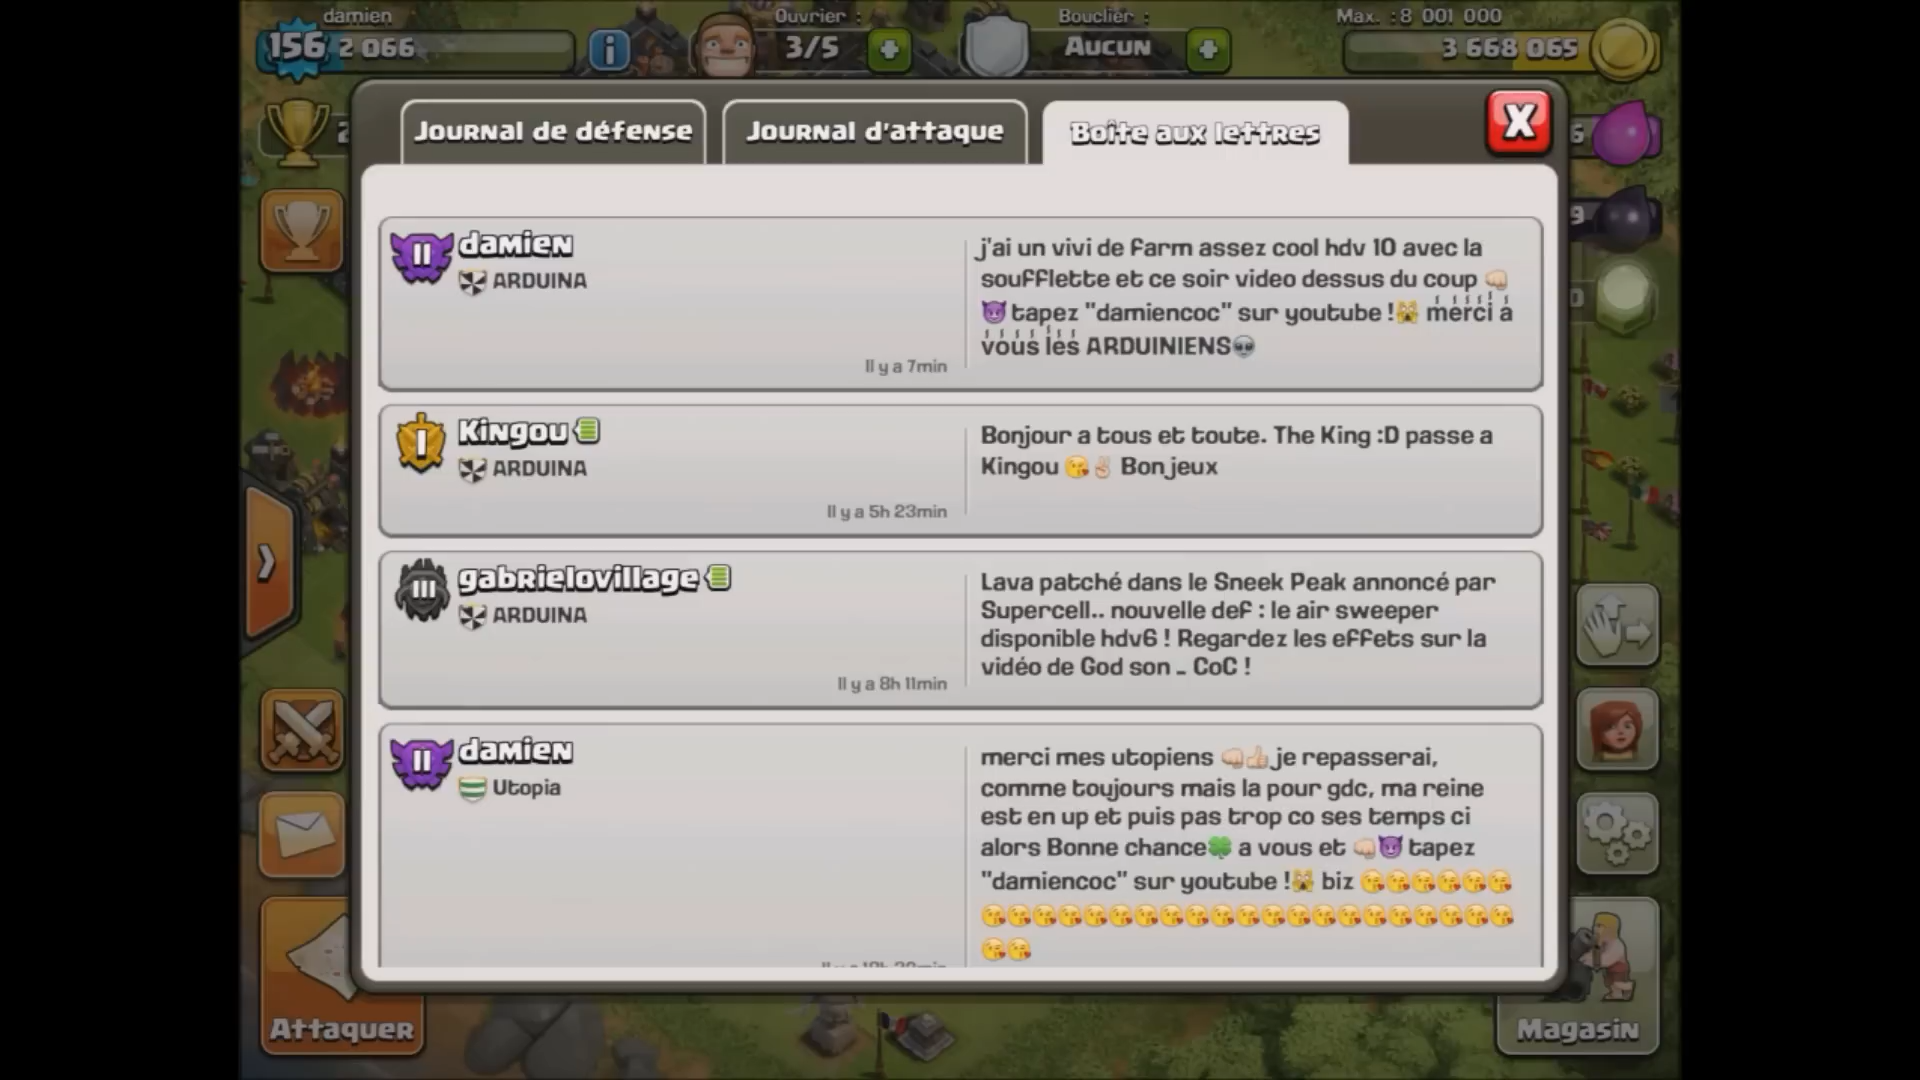 damien
156 2 066
Ouvrier :
3/5
Bouclier :
Aucun
Max. : 8 001 000
3 668 065
Journal de défense
Journal d'attaque
Boîte aux lettres
X
II damien
ARDUINA
Il y a 7min
j'ai un vivi de farm assez cool hdv 10 avec la
soufflette et ce soir video dessus du coup 👊🏻
😈 tapez "damiencoc" sur youtube !🙀 mérci à
vous les ARDUINIENS👽
I Kingou
ARDUINA
Il y a 5h 23min
Bonjour a tous et toute. The King :D passe a
Kingou 😘✌🏻 Bon jeux
III gabrielovillage
ARDUINA
Il y a 8h 11min
Lava patché dans le Sneek Peak annoncé par
Supercell.. nouvelle def : le air sweeper
disponible hdv6 ! Regardez les effets sur la
vidéo de God son _ CoC !
II damien
Utopia
merci mes utopiens 👊🏻👍🏻 je repasserai,
comme toujours mais la pour gdc, ma reine
est en up et puis pas trop co ses temps ci
alors Bonne chance🍀 a vous et 👊🏻😈 tapez
"damiencoc" sur youtube !🙀 biz 😘😘😘😘😘😘
😘😘😘😘😘😘😘😘😘😘😘😘😘😘😘😘😘😘😘😘😘
😘😘
Attaquer
Magasin